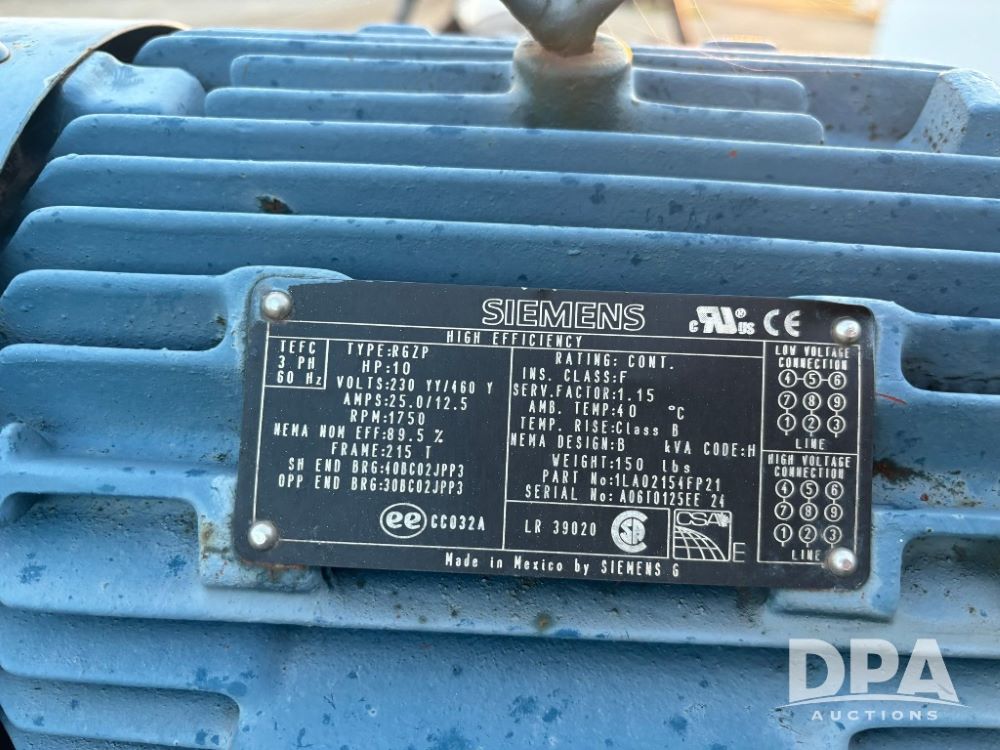 SIEMENS
c UL us CE
HIGH EFFICIENCY
TEFC
3 PH
60 Hz
TYPE:RGZP
HP:10
VOLTS:230 YY/460 Y
AMPS:25.0/12.5
RPM:1750
NEMA NOM EFF:89.5 %
FRAME:215 T
SH END BRG:40BC02JPP3
OPP END BRG:30BC02JPP3
ee CC032A
RATING: CONT.
INS. CLASS:F
SERV.FACTOR:1.15
AMB. TEMP:40 °C
TEMP. RISE:Class B
NEMA DESIGN:B kVA CODE:H
WEIGHT:150 lbs
PART No:1LA02154FP21
SERIAL No: A06T0125EE 24
LR 39020
CSA
E
LOW VOLTAGE
CONNECTION
4-5-6
7 8 9
1 2 3
LINE
HIGH VOLTAGE
CONNECTION
4 5 6
7 8 9
1 2 3
LINE
Made in Mexico by SIEMENS G
DPA
AUCTIONS